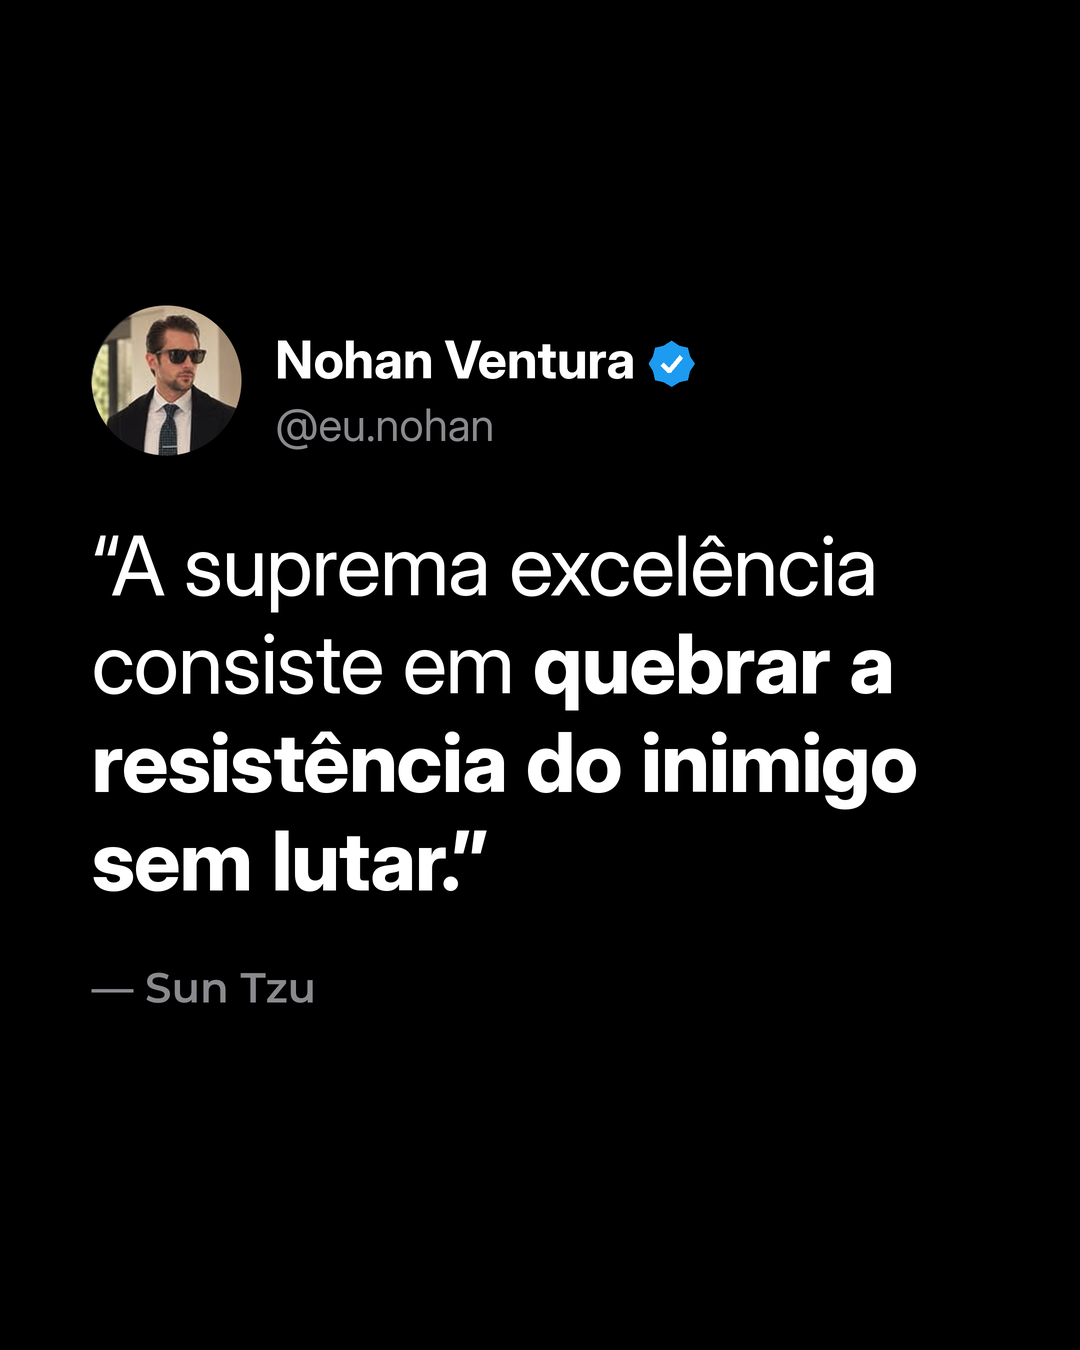 Nohan Ventura
@eu.nohan
“A suprema excelência
consiste em quebrar a
resistência do inimigo
sem lutar.”
— Sun Tzu